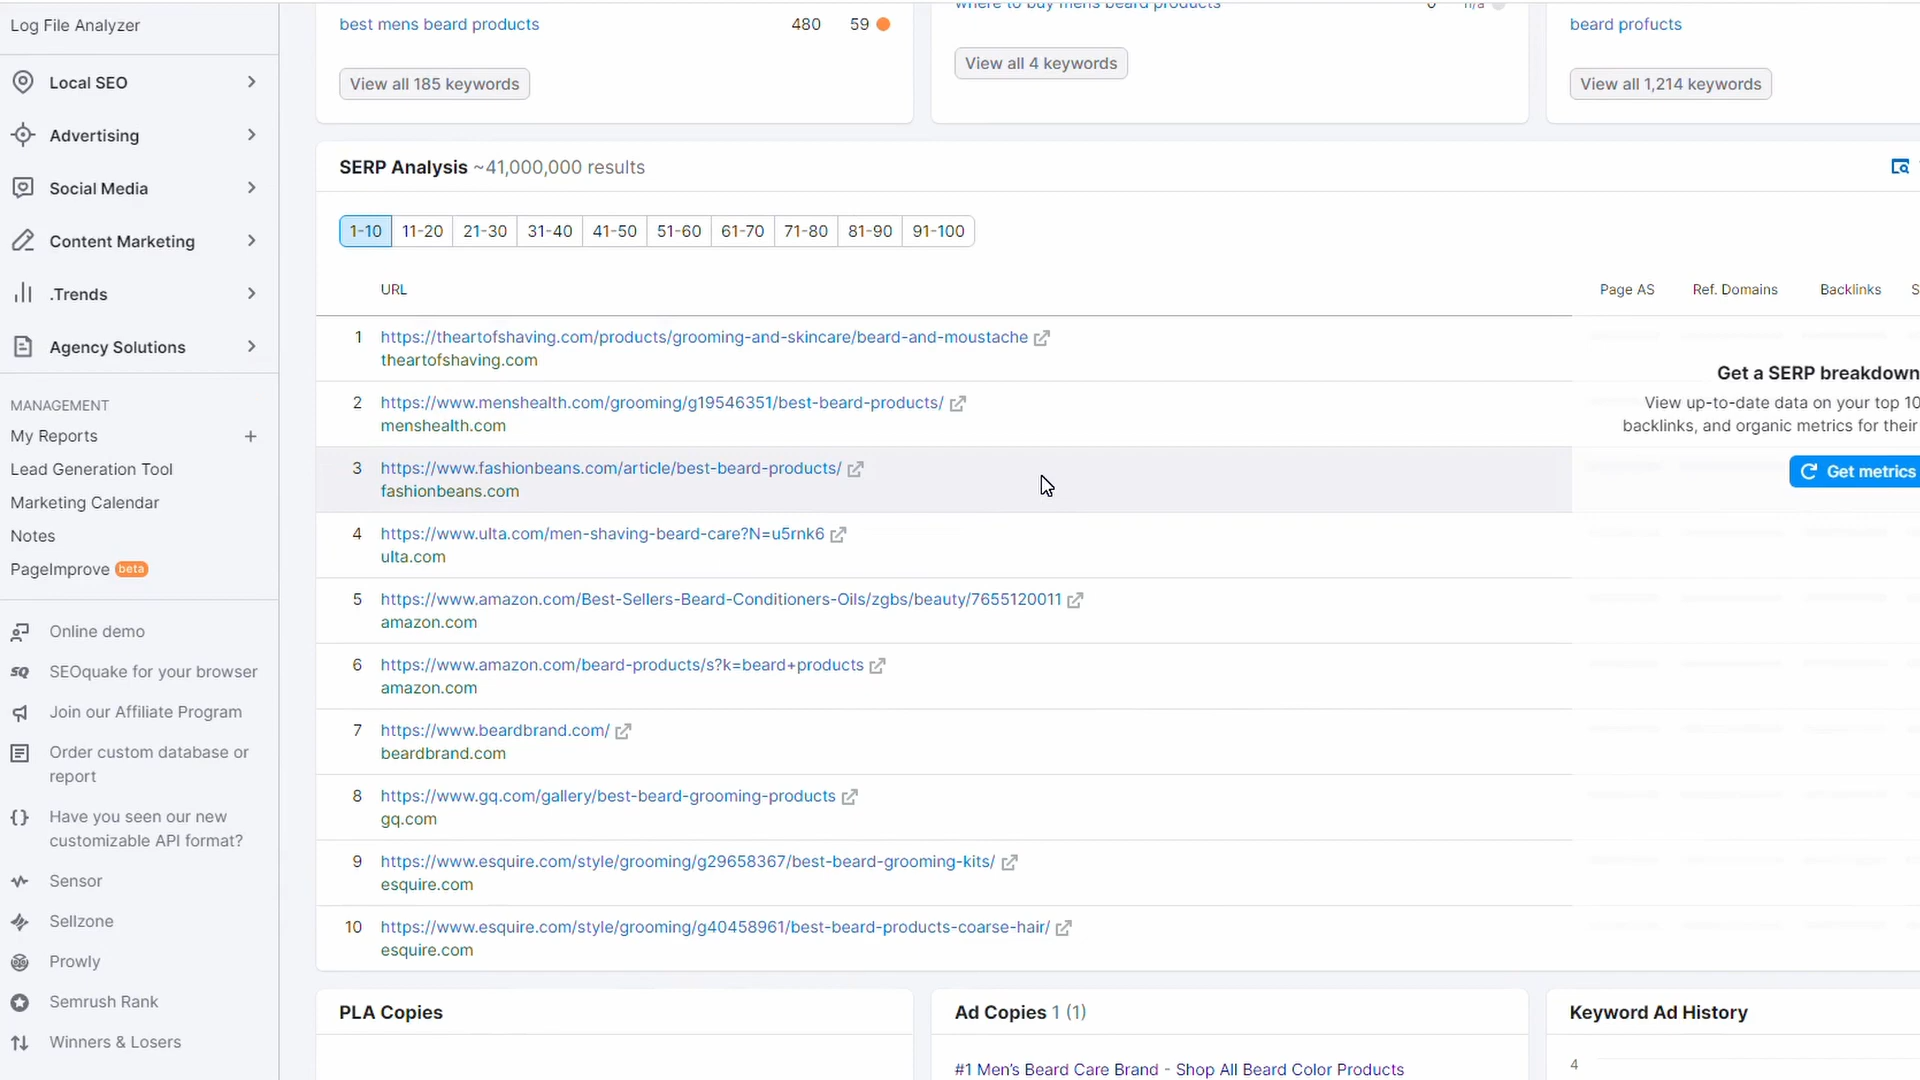 Log File Analyzer
Local SEO
Advertising
Social Media
Content Marketing
.Trends
Agency Solutions
MANAGEMENT
My Reports +
Lead Generation Tool
Marketing Calendar
Notes
PageImprove beta
Online demo
SEOquake for your browser
Join our Affiliate Program
Order custom database or
report
Have you seen our new
customizable API format?
Sensor
Sellzone
Prowly
Semrush Rank
Winners & Losers
best mens beard products 480 59
View all 185 keywords
where to buy mens beard products 0 n/a
View all 4 keywords
beard profucts
View all 1,214 keywords
SERP Analysis ~41,000,000 results
1-10 11-20 21-30 31-40 41-50 51-60 61-70 71-80 81-90 91-100
URL Page AS Ref. Domains Backlinks S
1 https://theartofshaving.com/products/grooming-and-skincare/beard-and-moustache
theartofshaving.com
2 https://www.menshealth.com/grooming/g19546351/best-beard-products/
menshealth.com
3 https://www.fashionbeans.com/article/best-beard-products/
fashionbeans.com
4 https://www.ulta.com/men-shaving-beard-care?N=u5rnk6
ulta.com
5 https://www.amazon.com/Best-Sellers-Beard-Conditioners-Oils/zgbs/beauty/7655120011
amazon.com
6 https://www.amazon.com/beard-products/s?k=beard+products
amazon.com
7 https://www.beardbrand.com/
beardbrand.com
8 https://www.gq.com/gallery/best-beard-grooming-products
gq.com
9 https://www.esquire.com/style/grooming/g29658367/best-beard-grooming-kits/
esquire.com
10 https://www.esquire.com/style/grooming/g40458961/best-beard-products-coarse-hair/
esquire.com
Get a SERP breakdown
View up-to-date data on your top 10
backlinks, and organic metrics for their
Get metrics
PLA Copies
Ad Copies 1 (1)
#1 Men's Beard Care Brand - Shop All Beard Color Products
Keyword Ad History
4